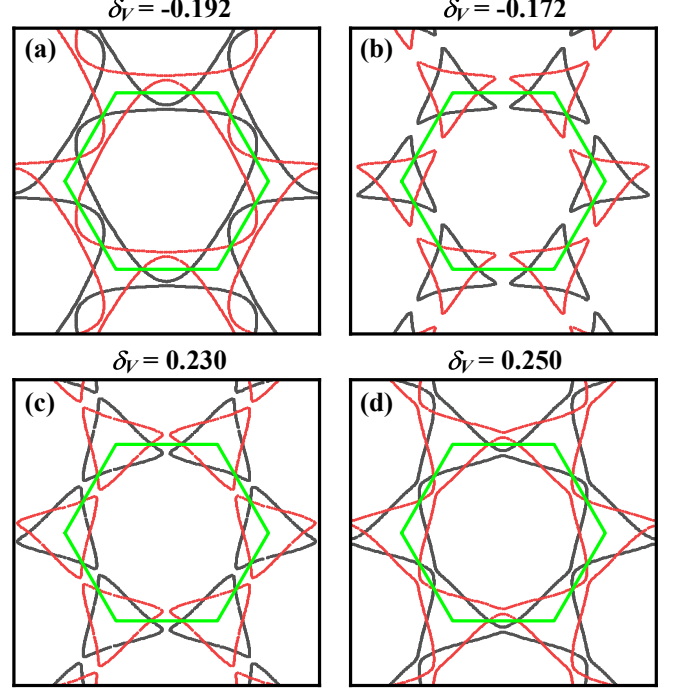 δV = -0.192
δV = -0.172
(a)
(b)
δV = 0.230
δV = 0.250
(c)
(d)